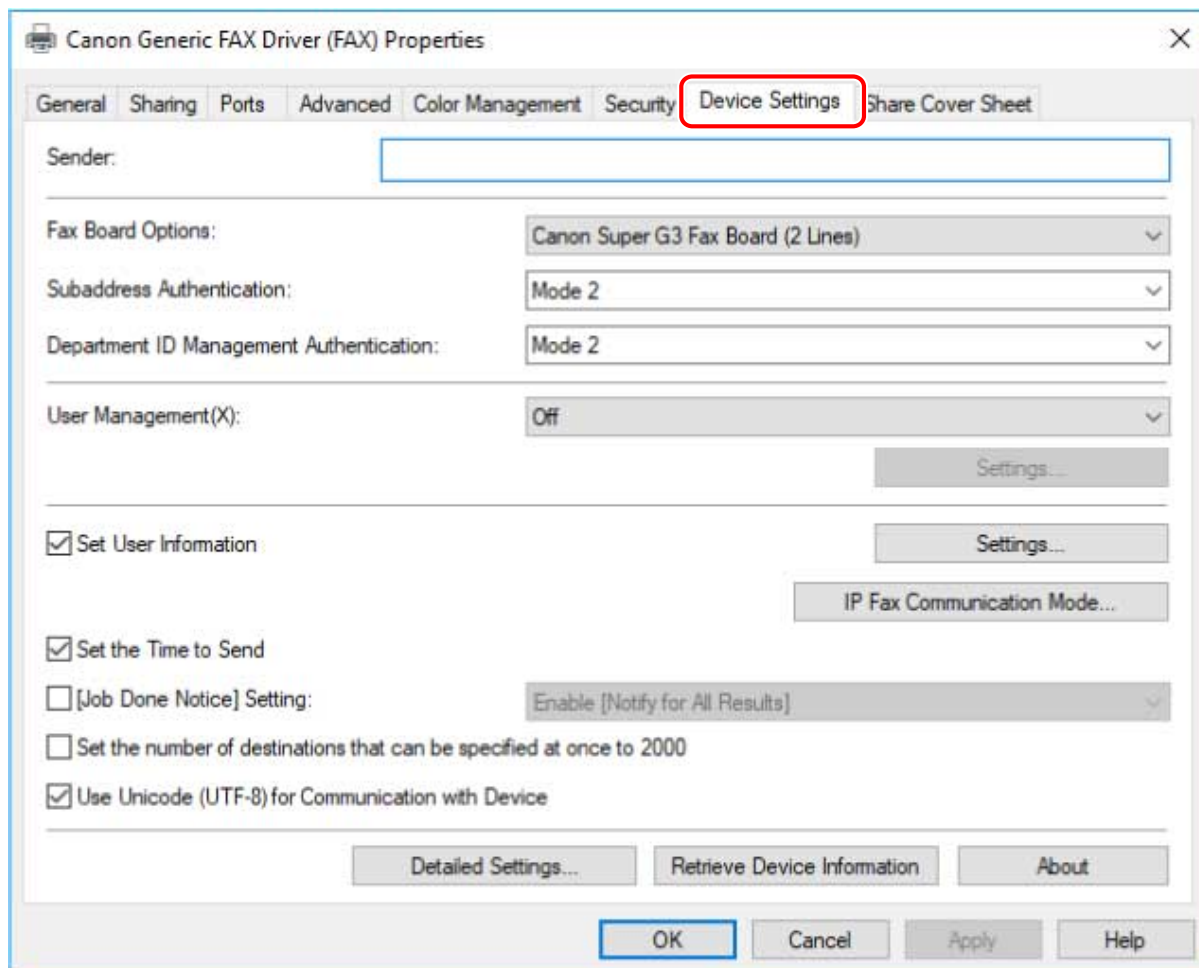 Canon Generic FAX Driver (FAX) Properties
General Sharing Ports Advanced Color Management Security Device Settings Share Cover Sheet
Sender:
Fax Board Options: Canon Super G3 Fax Board (2 Lines)
Subaddress Authentication: Mode 2
Department ID Management Authentication: Mode 2
User Management(X): Off
Settings...
Set User Information Settings...
IP Fax Communication Mode...
Set the Time to Send
[Job Done Notice] Setting: Enable [Notify for All Results]
Set the number of destinations that can be specified at once to 2000
Use Unicode (UTF-8) for Communication with Device
Detailed Settings... Retrieve Device Information About
OK Cancel Apply Help